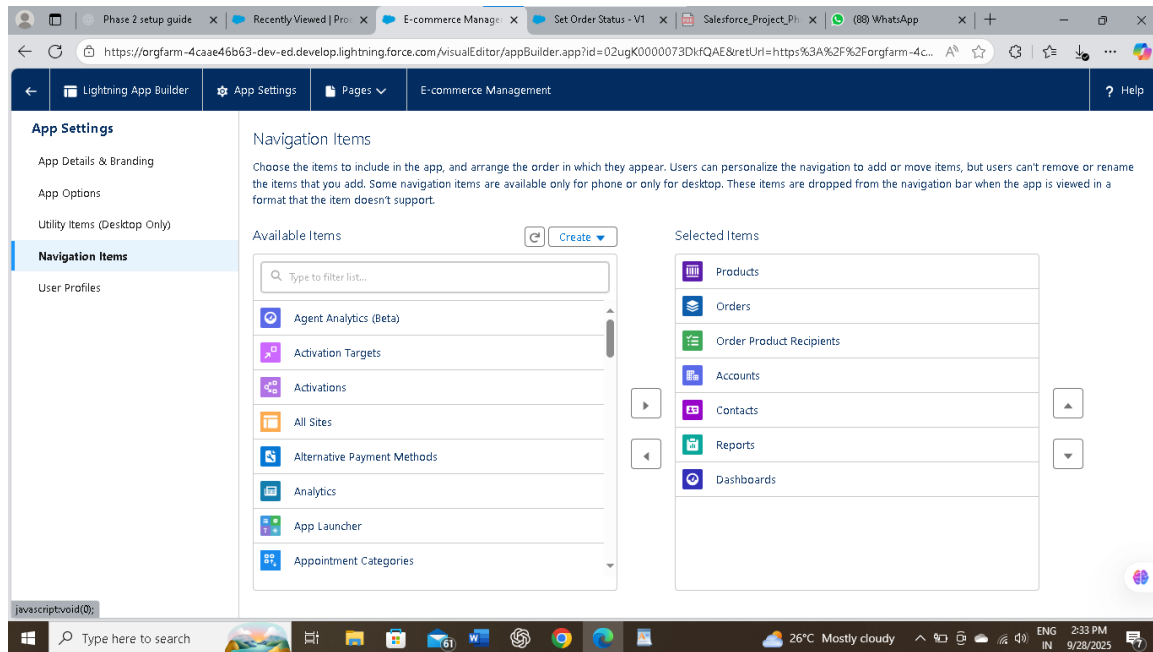 Phase 2 setup guide
Recently Viewed | Pro
E-commerce Manage
Set Order Status - V1
Salesforce_Project_Ph
(88) WhatsApp
https://orgfarm-4caae46b63-dev-ed.develop.lightning.force.com/visualEditor/appBuilder.app?id=02ugK0000073DkfQAE&retUrl=https%3A%2F%2Forgfarm-4c...
Lightning App Builder
App Settings
Pages
E-commerce Management
? Help
App Settings
App Details & Branding
App Options
Utility Items (Desktop Only)
Navigation Items
User Profiles
Navigation Items
Choose the items to include in the app, and arrange the order in which they appear. Users can personalize the navigation to add or move items, but users can't remove or rename
the items that you add. Some navigation items are available only for phone or only for desktop. These items are dropped from the navigation bar when the app is viewed in a
format that the item doesn't support.
Available Items
Create
Type to filter list...
Agent Analytics (Beta)
Activation Targets
Activations
All Sites
Alternative Payment Methods
Analytics
App Launcher
Appointment Categories
Selected Items
Products
Orders
Order Product Recipients
Accounts
Contacts
Reports
Dashboards
javascript:void(0);
Type here to search
61
26°C Mostly cloudy
ENG
IN
2:33 PM
9/28/2025
7